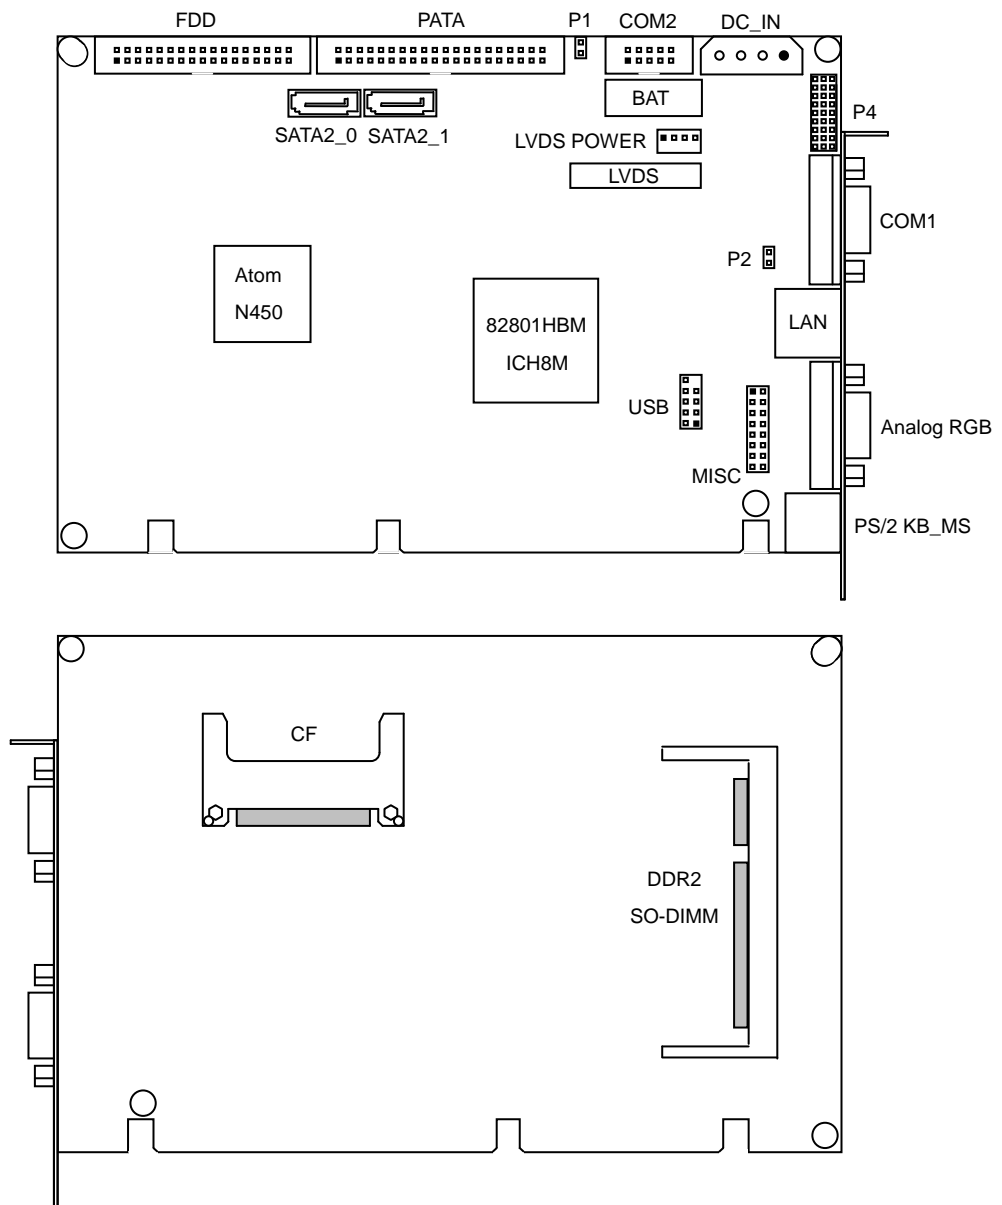 FDD
PATA
P1
COM2
DC_IN
BAT
P4
SATA2_0
SATA2_1
LVDS POWER
LVDS
COM1
P2
Atom
N450
82801HBM
ICH8M
LAN
USB
Analog RGB
MISC
PS/2 KB_MS
CF
DDR2
SO-DIMM